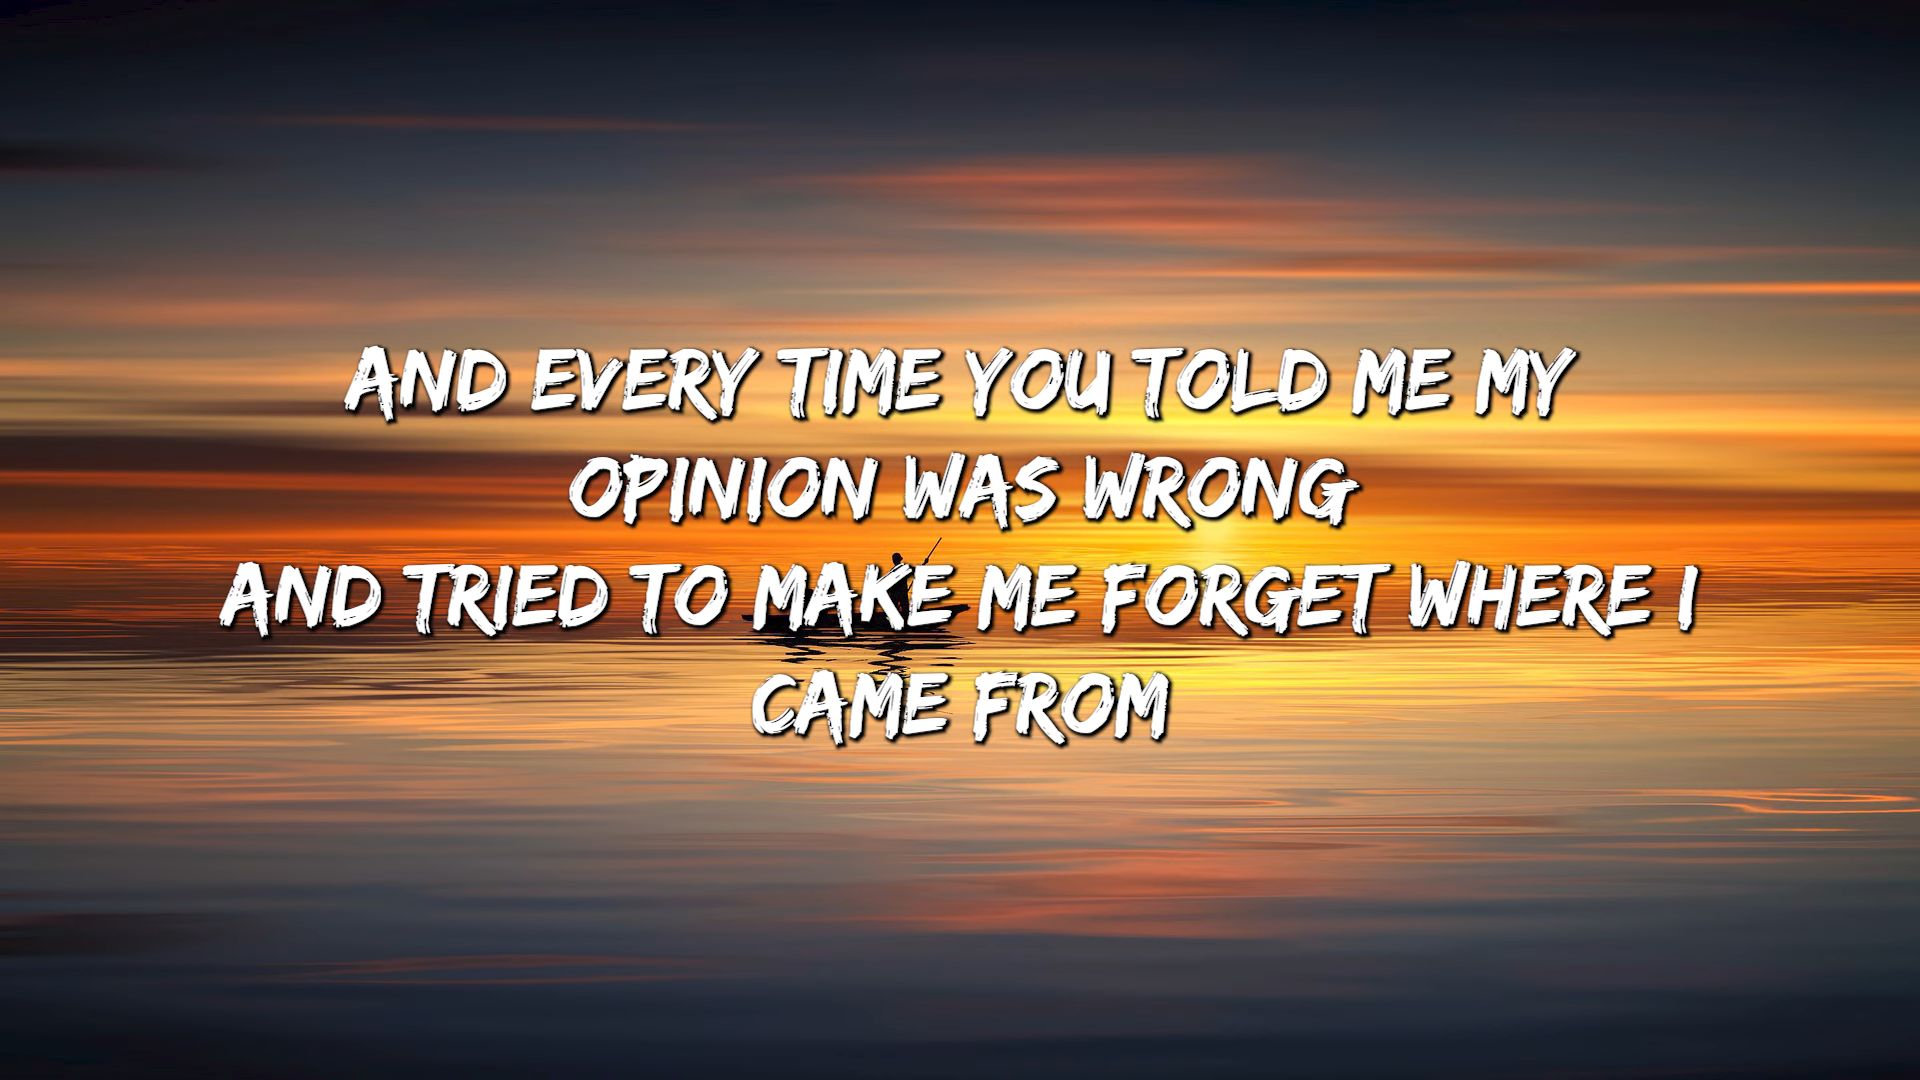 AND EVERY TIME YOU TOLD ME MY
OPINION WAS WRONG
AND TRIED TO MAKE ME FORGET WHERE I
CAME FROM